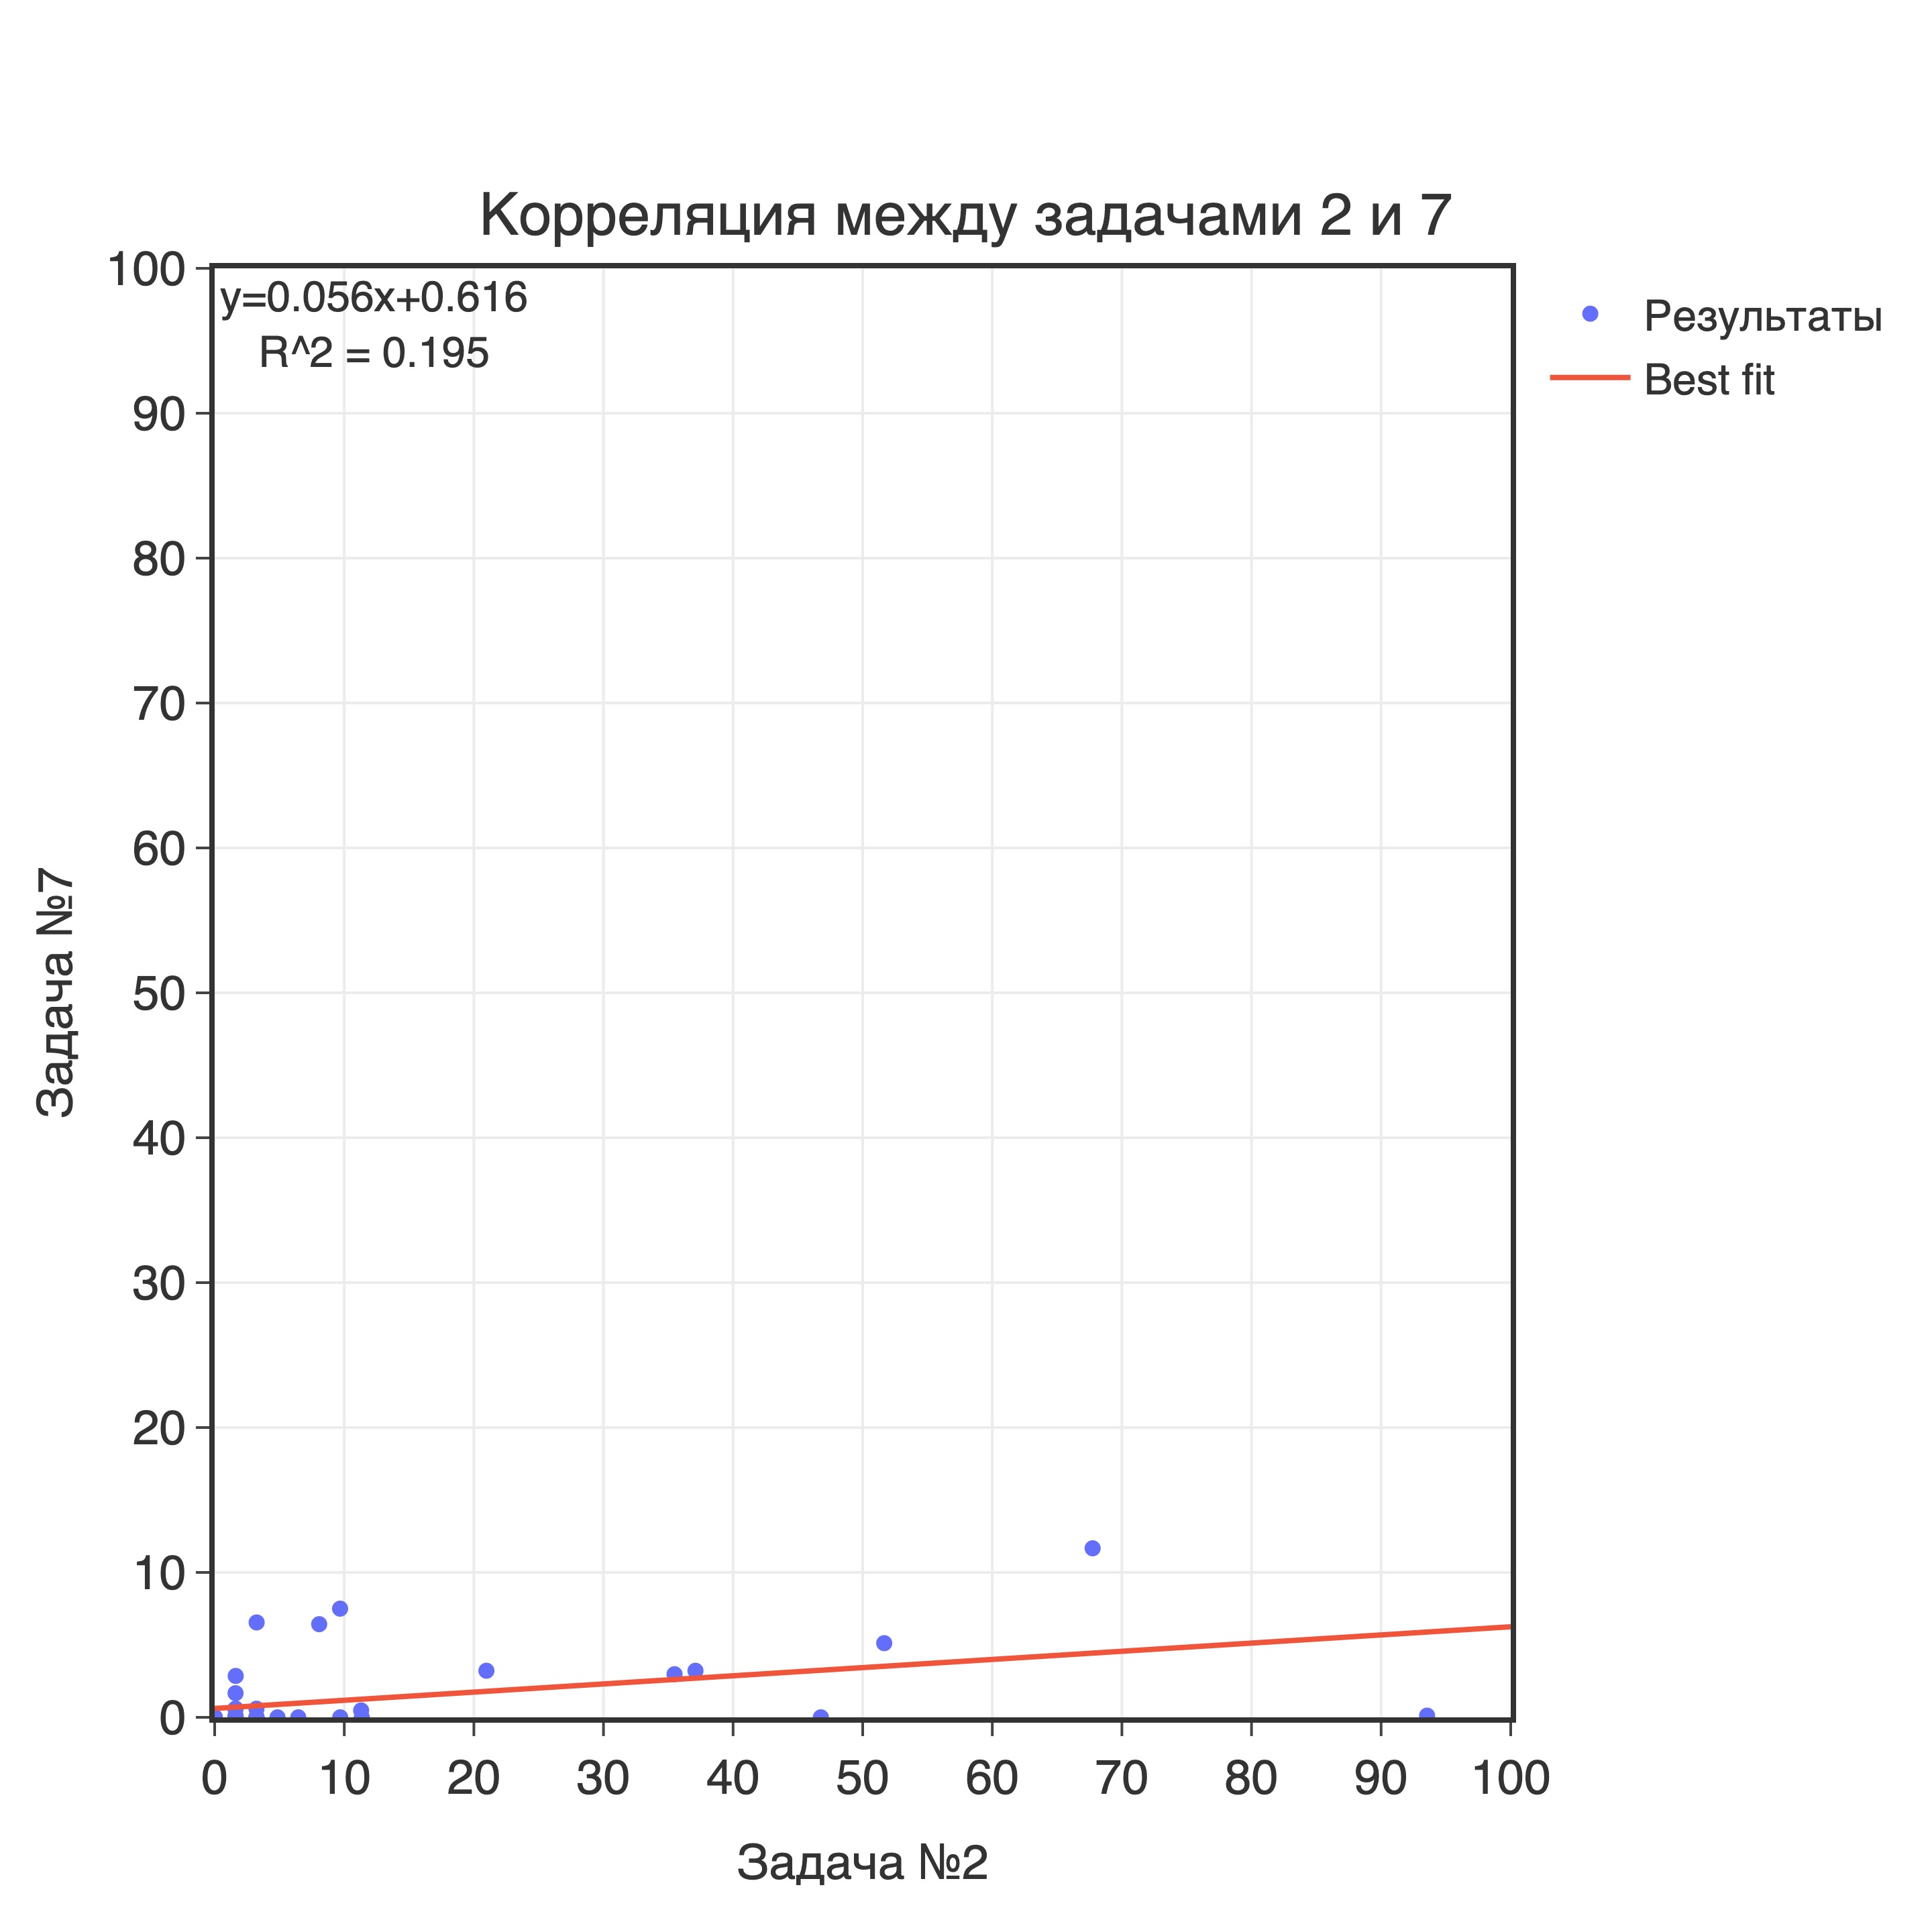 Корреляция между задачами 2 и 7
y=0.056x+0.616
R^2 = 0.195
Результаты
Best fit
Задача №7
100
90
80
70
60
50
40
30
20
10
0
0 10 20 30 40 50 60 70 80 90 100
Задача №2